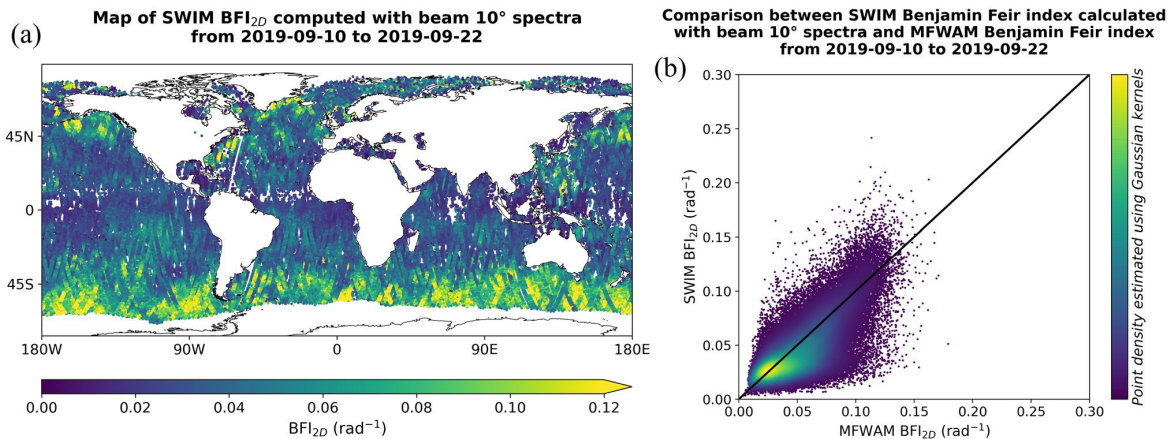 (a)
Map of SWIM BFI2D computed with beam 10° spectra
from 2019-09-10 to 2019-09-22
45N
0
45S
180W
90W
0
90E
180E
0.00
0.02
0.04
0.06
0.08
0.10
0.12
BFI2D (rad−1)
Comparison between SWIM Benjamin Feir index calculated
with beam 10° spectra and MFWAM Benjamin Feir index
from 2019-09-10 to 2019-09-22
(b)
0.30
0.25
0.20
0.15
0.10
0.05
0.00
SWIM BFI2D (rad−1)
0.00
0.05
0.10
0.15
0.20
0.25
0.30
MFWAM BFI2D (rad−1)
Point density estimated using Gaussian kernels